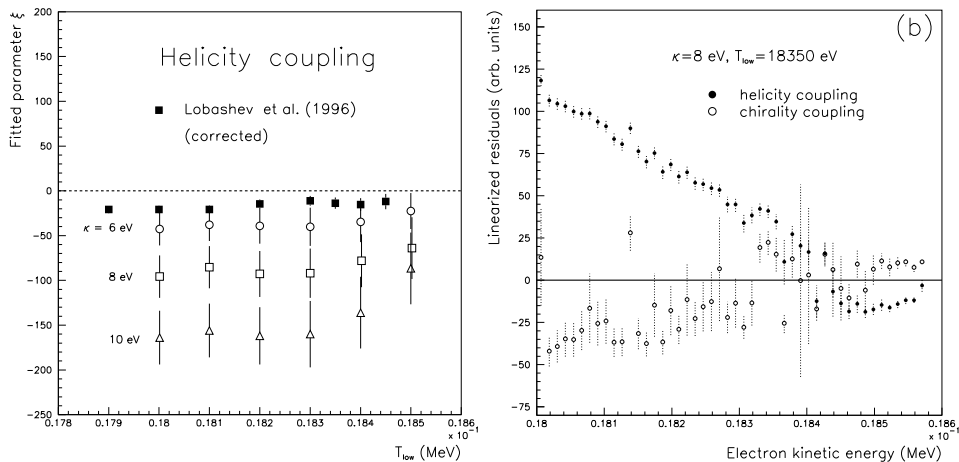 Fitted parameter ξ
200
150
100
50
0
−50
−100
−150
−200
−250
Helicity coupling
Lobashev et al. (1996)
(corrected)
κ = 6 eV
8 eV
10 eV
0.178 0.179 0.18 0.181 0.182 0.183 0.184 0.185 0.186
x 10⁻¹
T_low (MeV)
Linearized residuals (arb. units)
150
125
100
75
50
25
0
−25
−50
−75
(b)
κ=8 eV, T_low=18350 eV
helicity coupling
chirality coupling
0.18 0.181 0.182 0.183 0.184 0.185 0.186
x 10⁻¹
Electron kinetic energy (MeV)